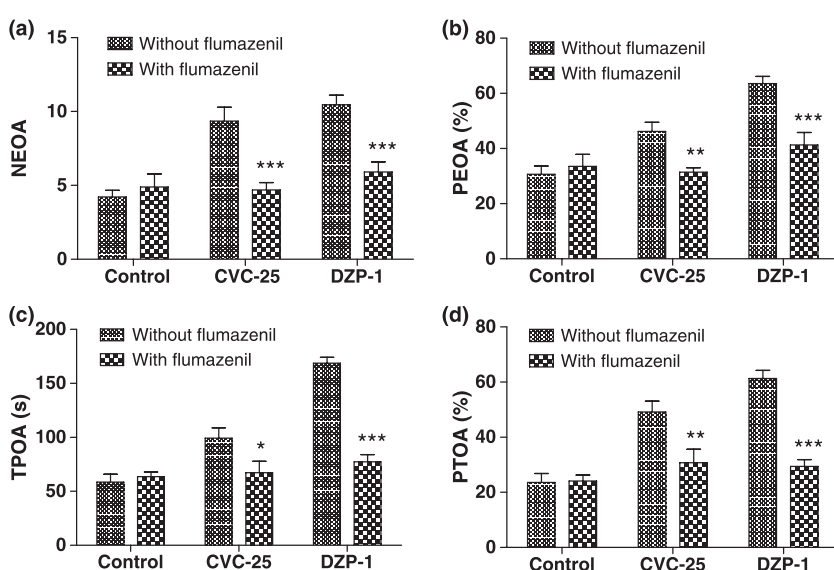 (a)
15
10
5
0
NEOA
Without flumazenil
With flumazenil
***
***
Control CVC-25 DZP-1
(b)
80
60
40
20
0
PEOA (%)
Without flumazenil
With flumazenil
**
***
Control CVC-25 DZP-1
(c)
200
150
100
50
0
TPOA (s)
Without flumazenil
With flumazenil
*
***
Control CVC-25 DZP-1
(d)
80
60
40
20
0
PTOA (%)
Without flumazenil
With flumazenil
**
***
Control CVC-25 DZP-1